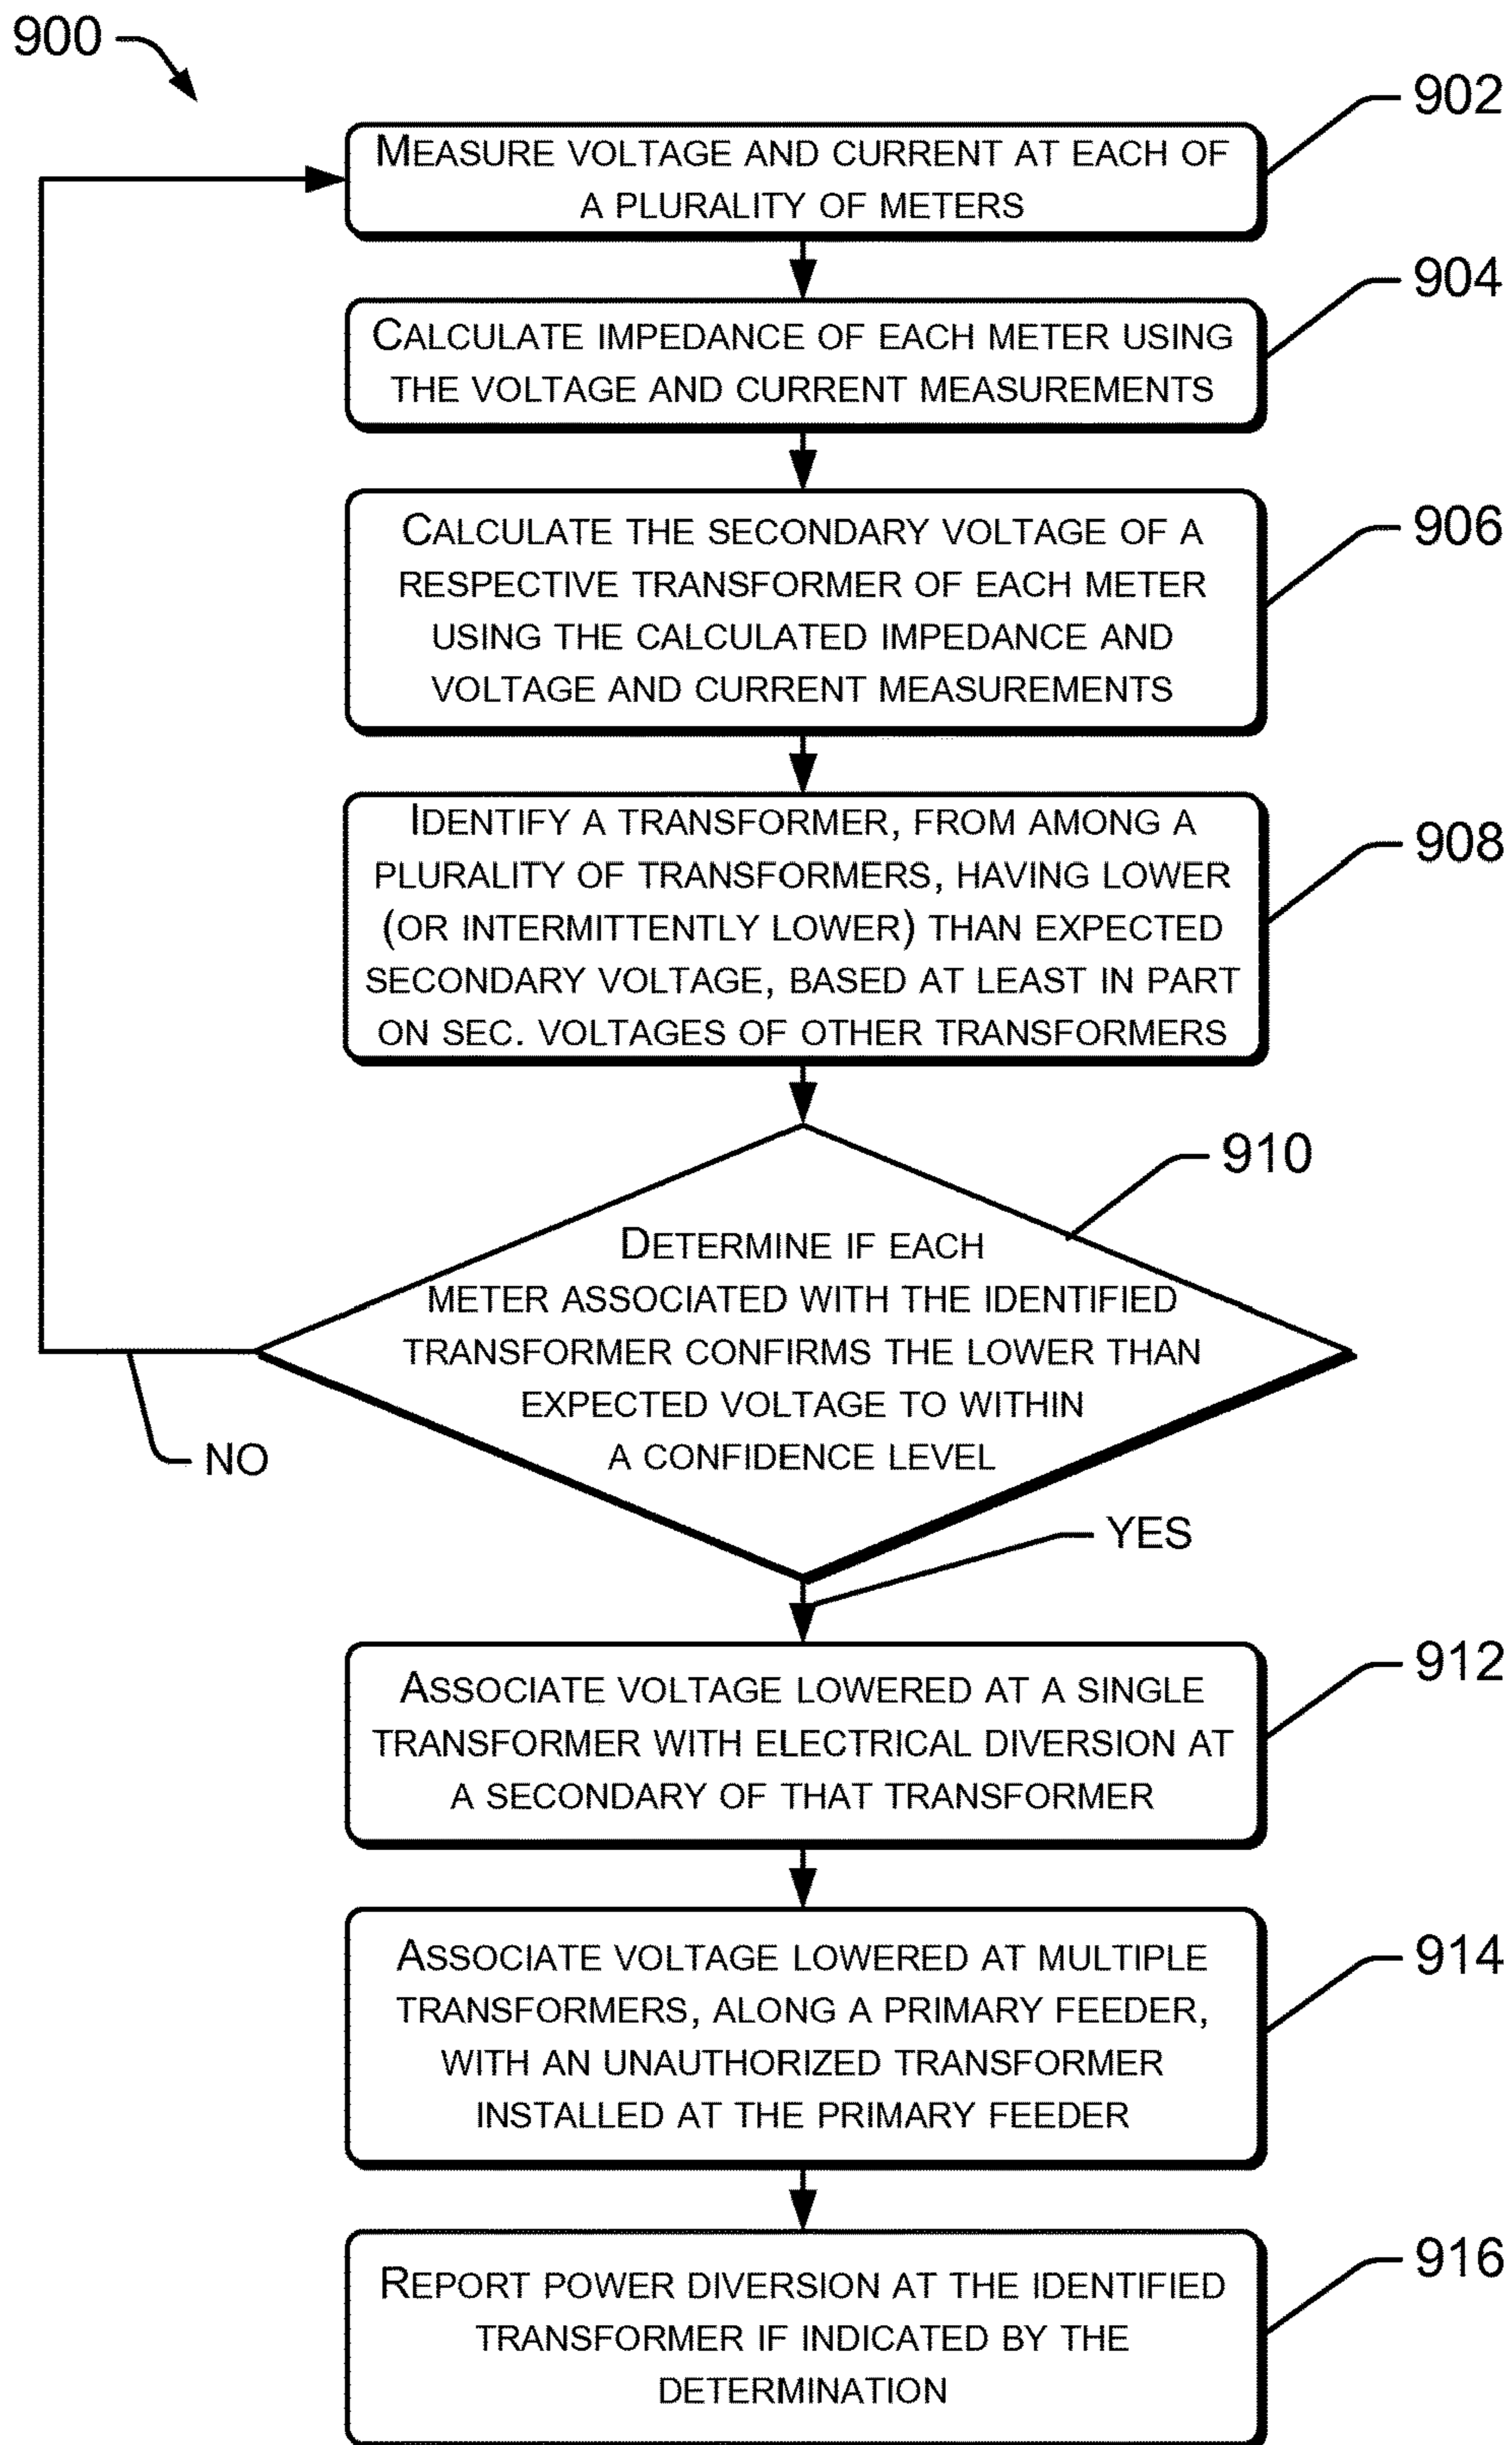 900
902
MEASURE VOLTAGE AND CURRENT AT EACH OF
A PLURALITY OF METERS
904
CALCULATE IMPEDANCE OF EACH METER USING
THE VOLTAGE AND CURRENT MEASUREMENTS
906
CALCULATE THE SECONDARY VOLTAGE OF A
RESPECTIVE TRANSFORMER OF EACH METER
USING THE CALCULATED IMPEDANCE AND
VOLTAGE AND CURRENT MEASUREMENTS
908
IDENTIFY A TRANSFORMER, FROM AMONG A
PLURALITY OF TRANSFORMERS, HAVING LOWER
(OR INTERMITTENTLY LOWER) THAN EXPECTED
SECONDARY VOLTAGE, BASED AT LEAST IN PART
ON SEC. VOLTAGES OF OTHER TRANSFORMERS
910
DETERMINE IF EACH
METER ASSOCIATED WITH THE IDENTIFIED
TRANSFORMER CONFIRMS THE LOWER THAN
EXPECTED VOLTAGE TO WITHIN
A CONFIDENCE LEVEL
NO
YES
912
ASSOCIATE VOLTAGE LOWERED AT A SINGLE
TRANSFORMER WITH ELECTRICAL DIVERSION AT
A SECONDARY OF THAT TRANSFORMER
914
ASSOCIATE VOLTAGE LOWERED AT MULTIPLE
TRANSFORMERS, ALONG A PRIMARY FEEDER,
WITH AN UNAUTHORIZED TRANSFORMER
INSTALLED AT THE PRIMARY FEEDER
916
REPORT POWER DIVERSION AT THE IDENTIFIED
TRANSFORMER IF INDICATED BY THE
DETERMINATION